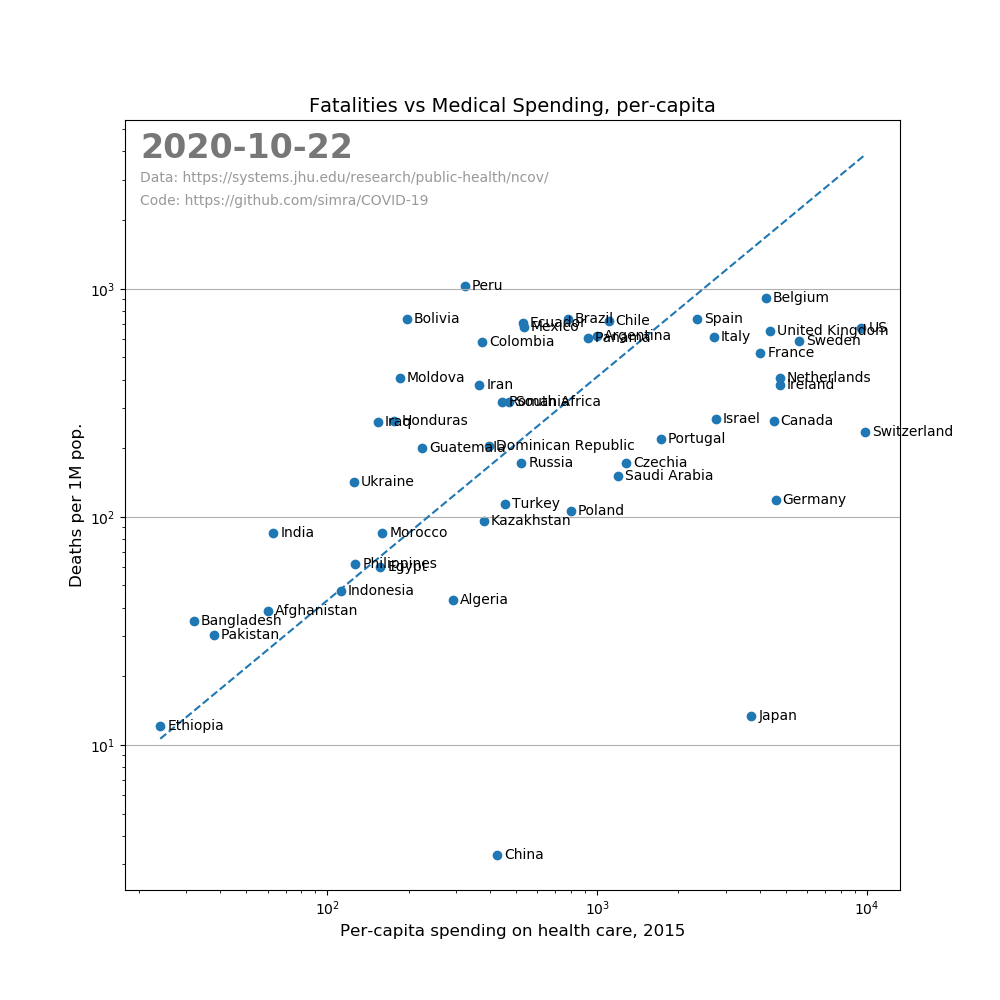 Fatalities vs Medical Spending, per-capita
2020-10-22
Data: https://systems.jhu.edu/research/public-health/ncov/
Code: https://github.com/simra/COVID-19
10³
10²
10¹
Deaths per 1M pop.
Peru
Belgium
Bolivia
Ecuador
Mexico
Brazil
Chile
Spain
United Kingdom
US
Colombia
Panama
Argentina
Italy
Sweden
France
Moldova
Iran
Netherlands
Ireland
Romania
South Africa
Iraq
Honduras
Israel
Canada
Switzerland
Guatemala
Dominican Republic
Portugal
Russia
Czechia
Saudi Arabia
Ukraine
Turkey
Poland
Germany
Kazakhstan
India
Morocco
Philippines
Egypt
Indonesia
Algeria
Afghanistan
Bangladesh
Pakistan
Ethiopia
Japan
China
10²
10³
10⁴
Per-capita spending on health care, 2015